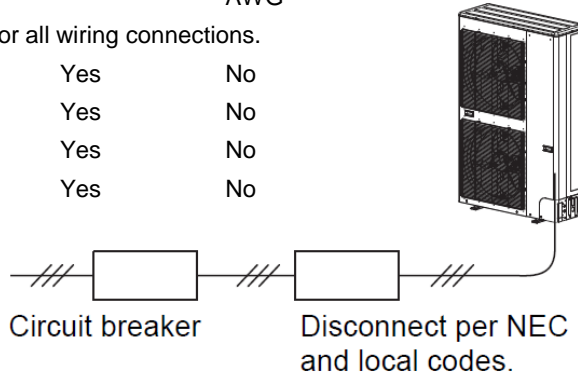 AWG
or all wiring connections.
Yes No
Yes No
Yes No
Yes No
Circuit breaker Disconnect per NEC
and local codes.